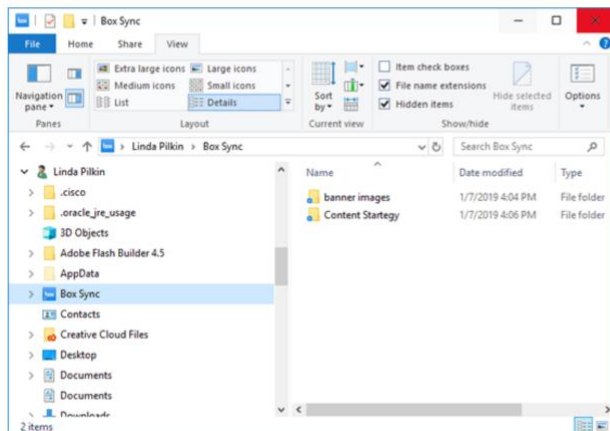 Box Sync
File Home Share View
Navigation pane
Extra large icons Large icons
Medium icons Small icons
List Details
Sort by
Item check boxes
File name extensions
Hidden items
Hide selected items
Options
Panes Layout Current view Show/hide
Linda Pilkin > Box Sync
Search Box Sync
Linda Pilkin
.cisco
.oracle_jre_usage
3D Objects
Adobe Flash Builder 4.5
AppData
Box Sync
Contacts
Creative Cloud Files
Desktop
Documents
Documents
Downloads
Name Date modified Type
banner images 1/7/2019 4:04 PM File folder
Content Startegy 1/7/2019 4:06 PM File folder
2 items